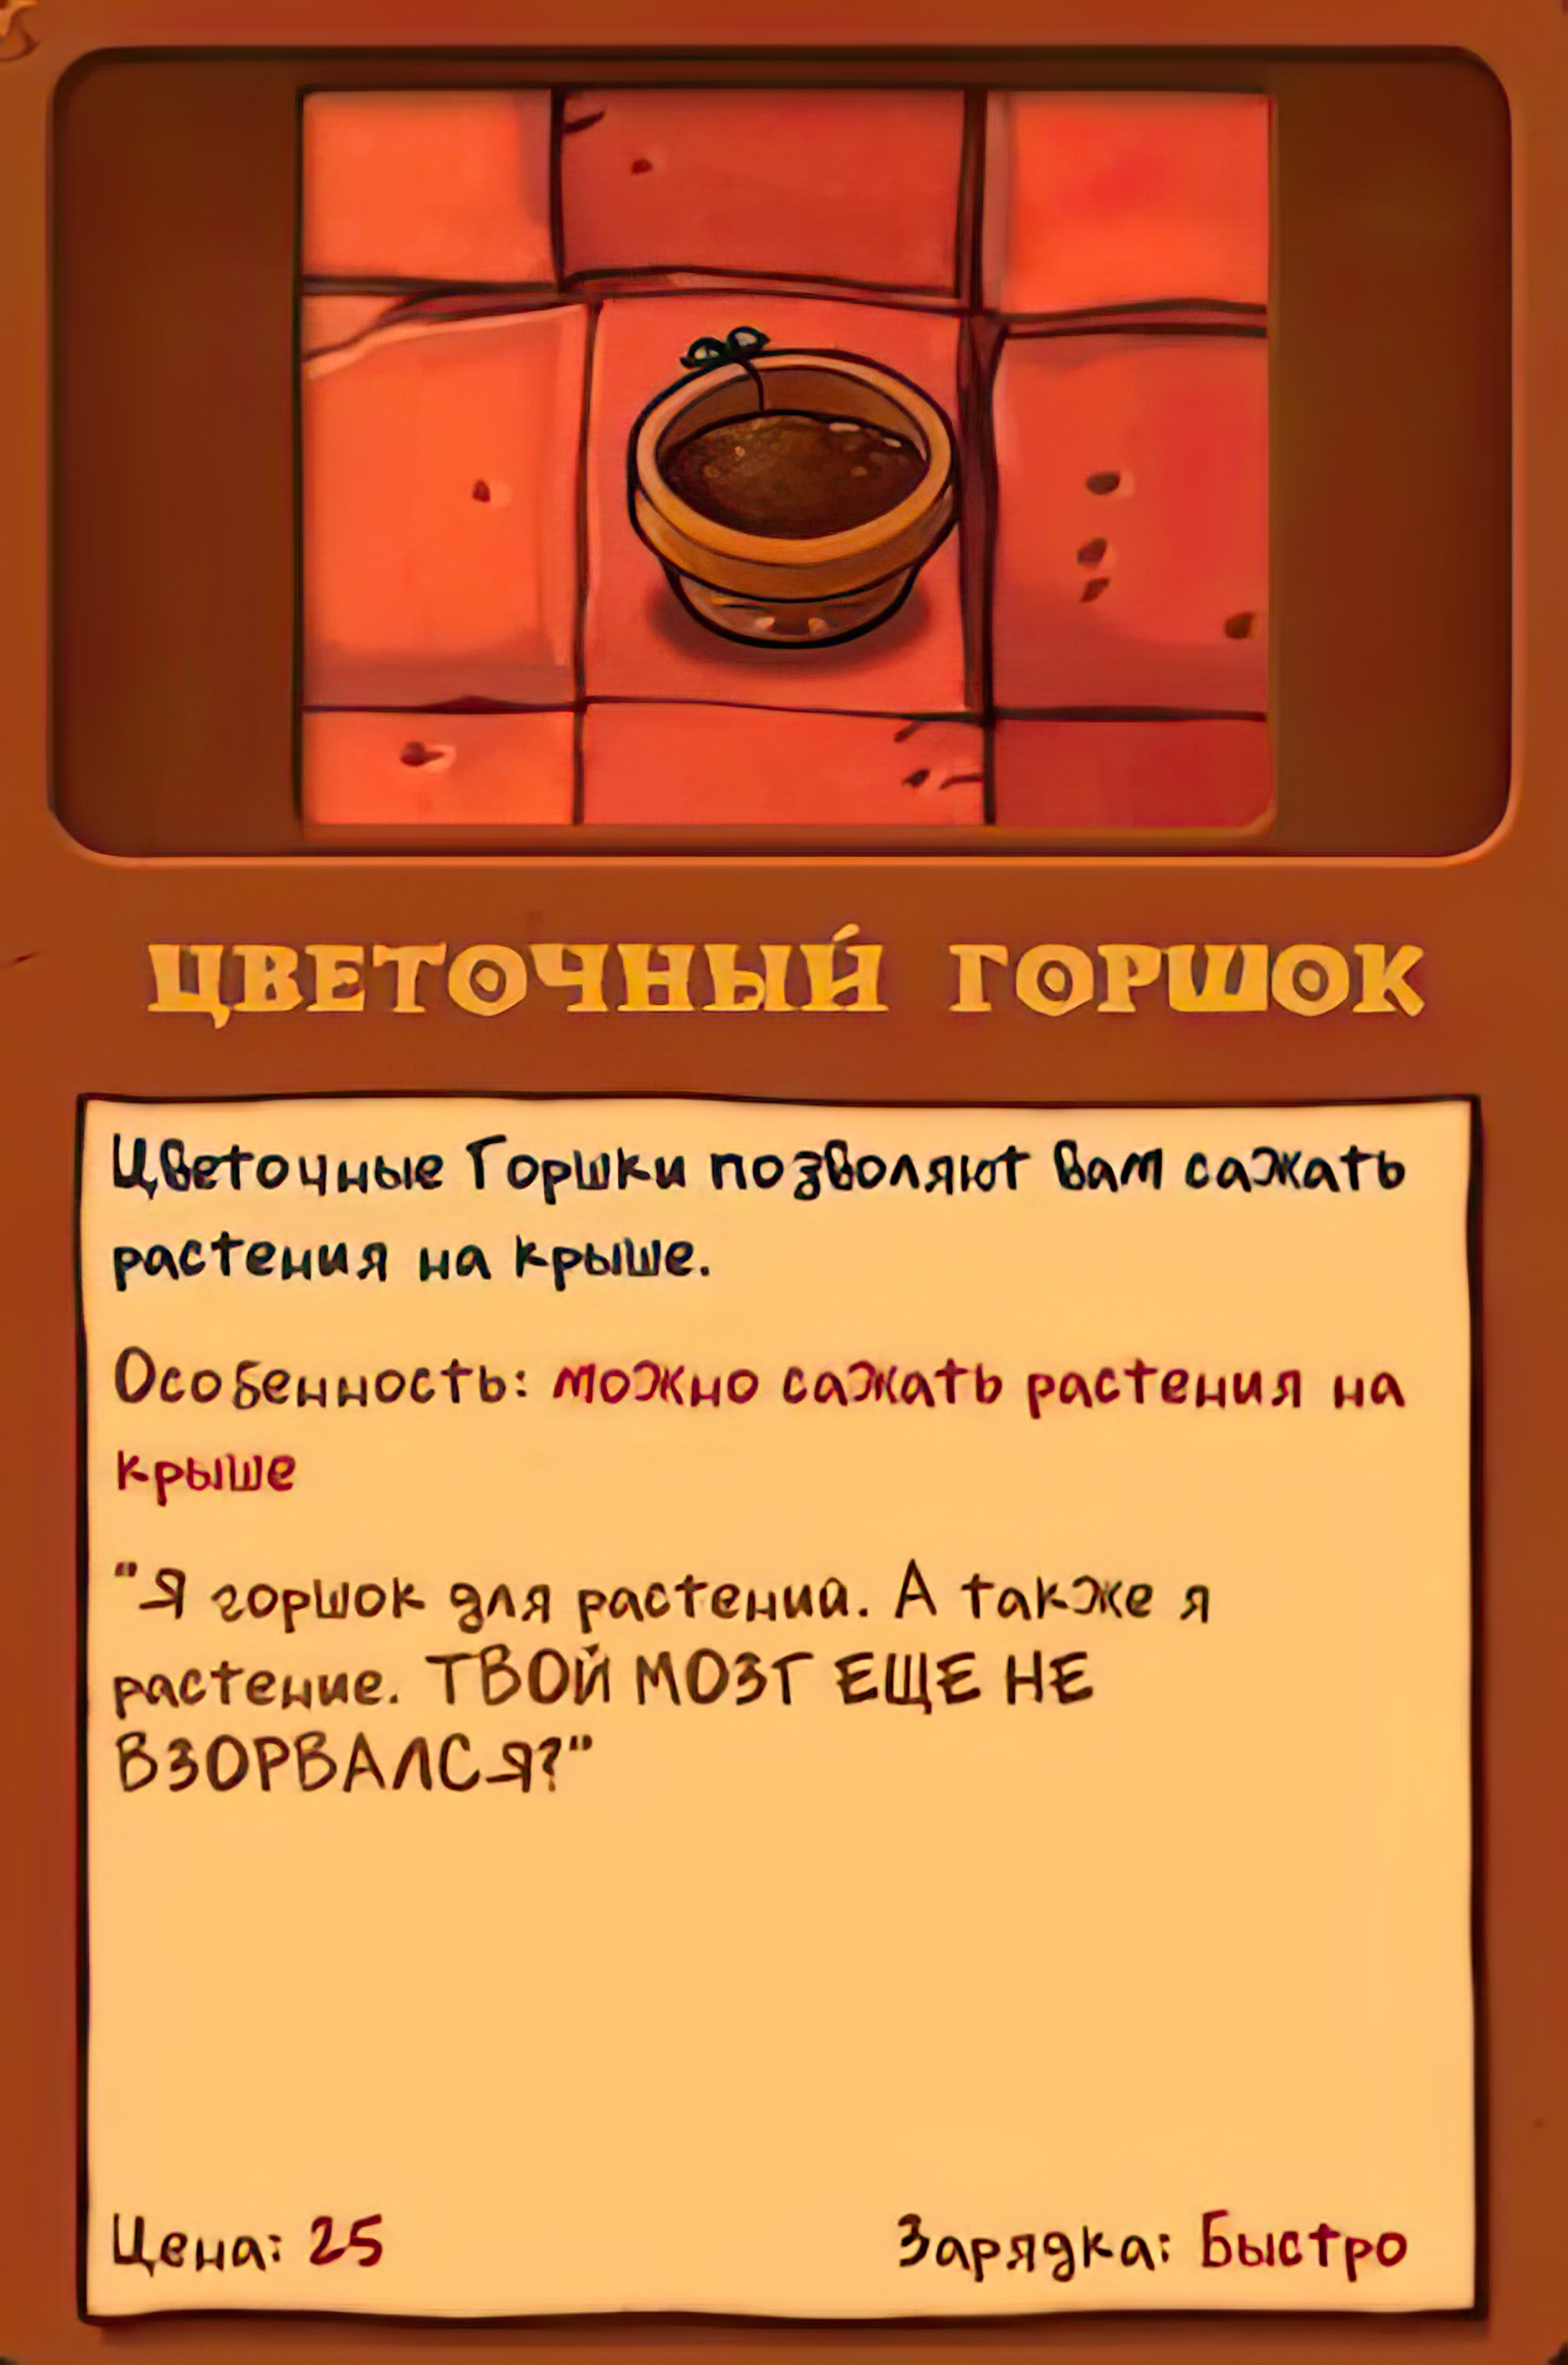 ЦВЕТОЧНЫЙ ГОРШОК
Цветочные Горшки позволяют вам сажать
растения на крыше.
Особенность: можно сажать растения на
крыше
"Я горшок для растений. А также я
растение. ТВОЙ МОЗГ ЕЩЕ НЕ
ВЗОРВАЛСЯ?"
Цена: 25
Зарядка: Быстро